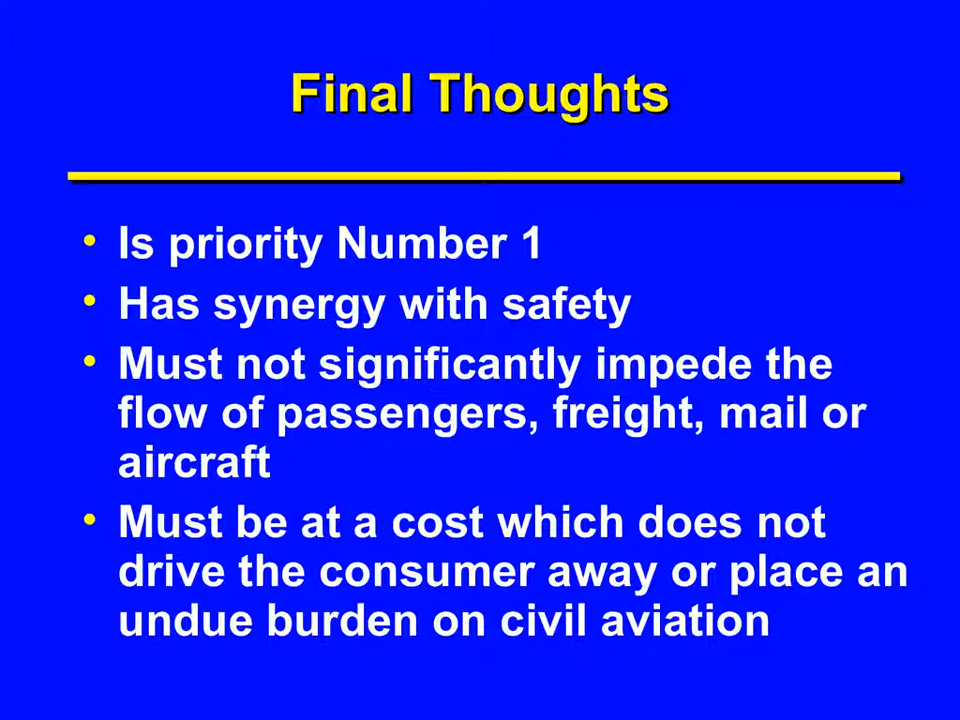 Final Thoughts
• Is priority Number 1
• Has synergy with safety
• Must not significantly impede the
flow of passengers, freight, mail or
aircraft
• Must be at a cost which does not
drive the consumer away or place an
undue burden on civil aviation